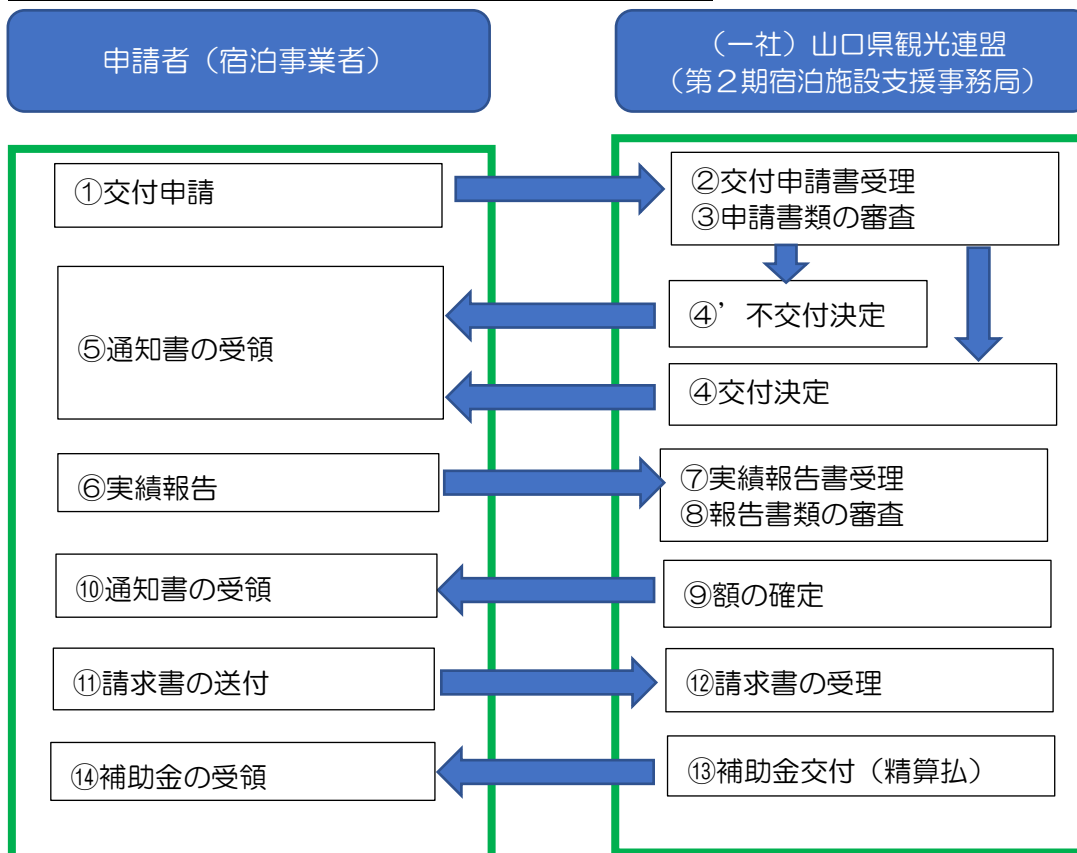 申請者（宿泊事業者）
（一社）山口県観光連盟
（第２期宿泊施設支援事務局）
①交付申請
②交付申請書受理
③申請書類の審査
④’不交付決定
⑤通知書の受領
④交付決定
⑥実績報告
⑦実績報告書受理
⑧報告書類の審査
⑩通知書の受領
⑨額の確定
⑪請求書の送付
⑫請求書の受理
⑭補助金の受領
⑬補助金交付（精算払）